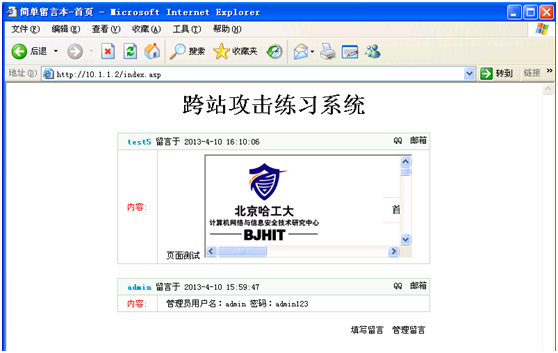 简单留言本-首页 - Microsoft Internet Explorer
文件(F) 编辑(E) 查看(V) 收藏(A) 工具(T) 帮助(H)
后退 搜索 收藏夹
地址(D) http://10.1.1.2/index.asp 转到 链接 »
跨站攻击练习系统
test5 留言于 2013-4-10 16:10:06 QQ 邮箱
北京哈工大
首
内容:
计算机网络与信息安全技术研究中心
BJHIT
页面测试
admin 留言于 2013-4-10 15:59:47 QQ 邮箱
内容: 管理员用户名：admin 密码：admin123
填写留言 管理留言